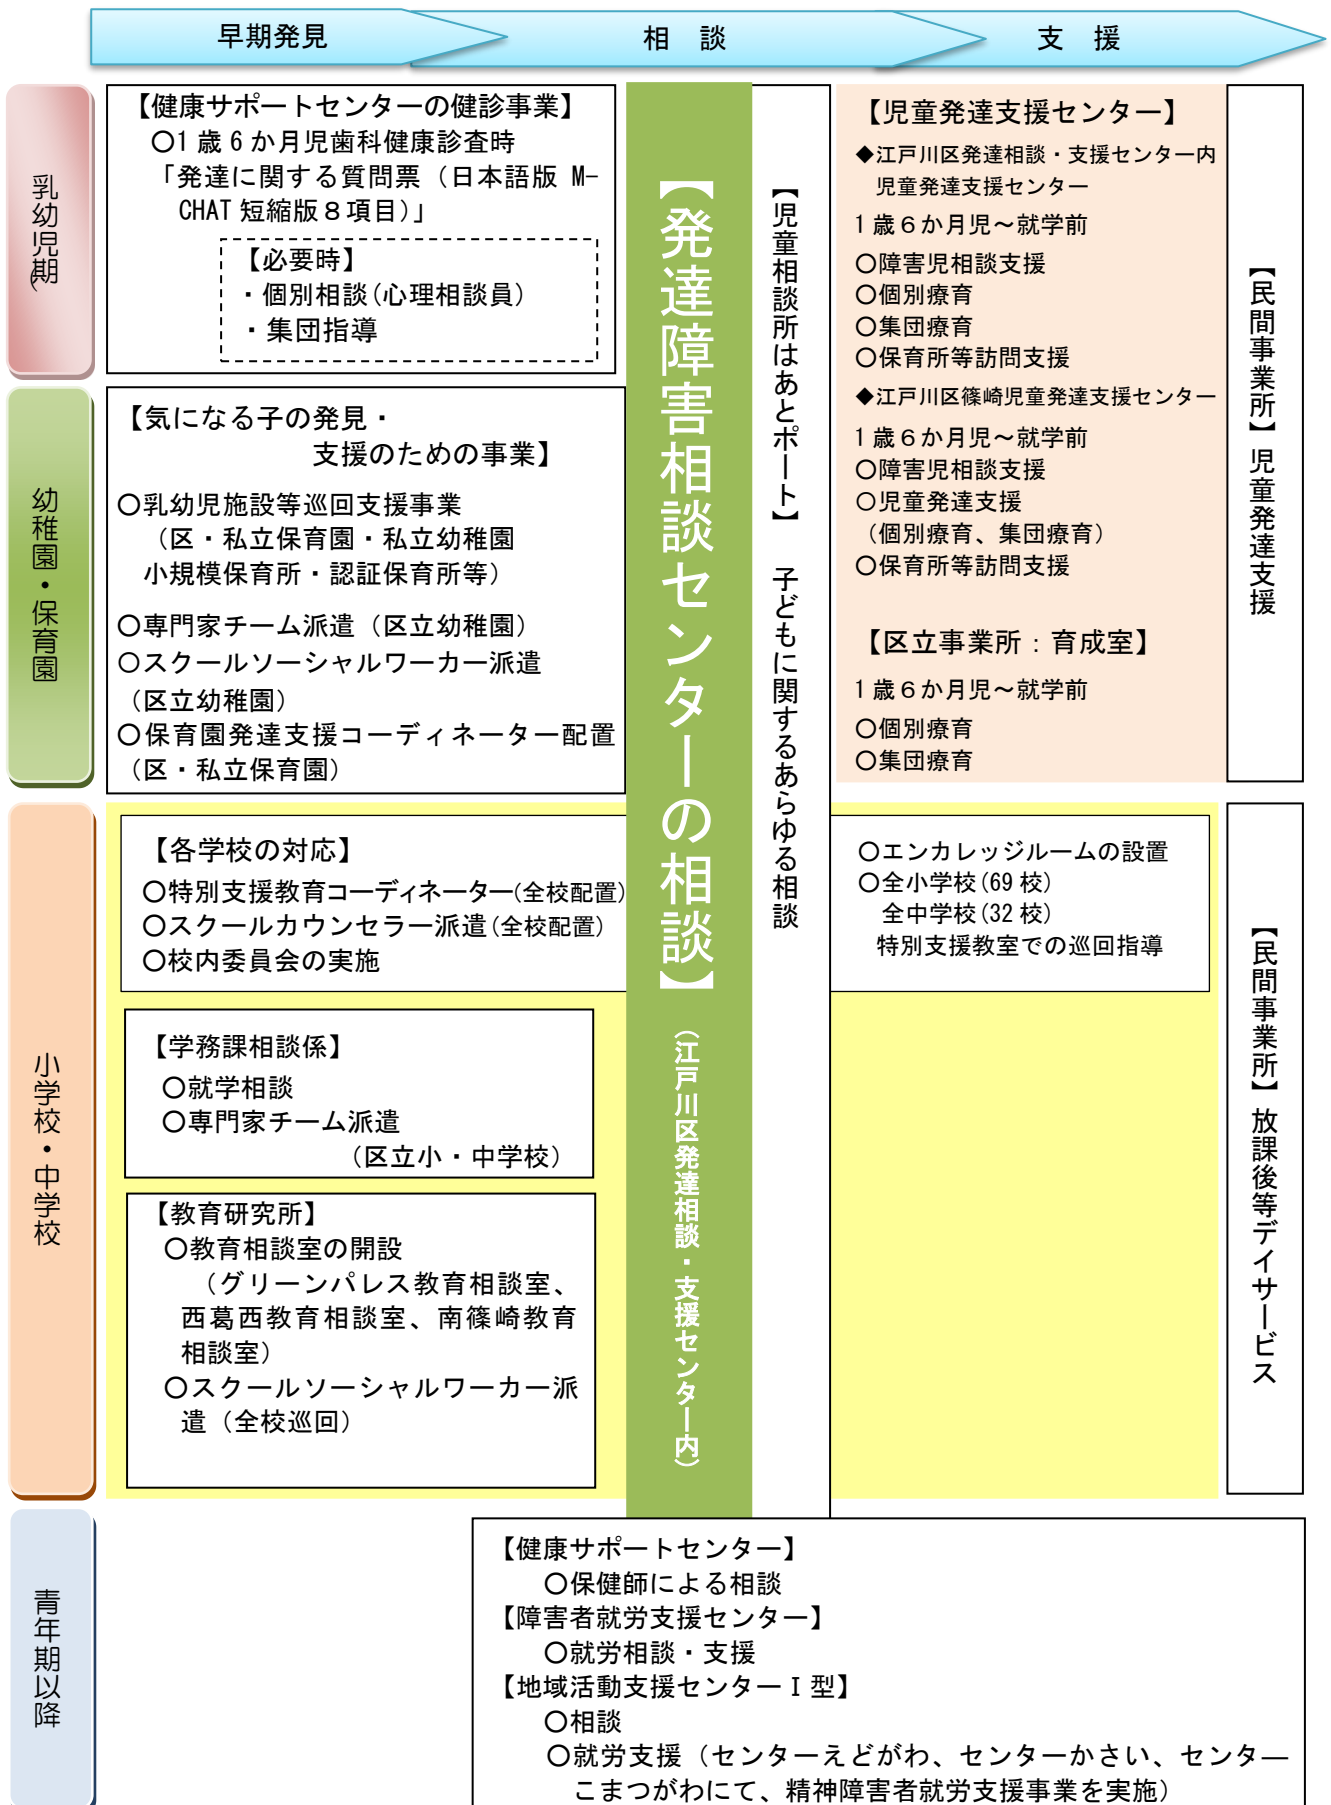 早期発見
相　談
支　援
乳幼児期(
【健康サポートセンターの健診事業】
〇1歳6か月児歯科健康診査時
「発達に関する質問票（日本語版 M-
CHAT短縮版８項目）」
【必要時】
・個別相談(心理相談員)
・集団指導
幼稚園・保育園
【気になる子の発見・
支援のための事業】
〇乳幼児施設等巡回支援事業
（区・私立保育園・私立幼稚園
小規模保育所・認証保育所等）
〇専門家チーム派遣（区立幼稚園）
〇スクールソーシャルワーカー派遣
（区立幼稚園）
〇保育園発達支援コーディネーター配置
（区・私立保育園）
【発達障害相談センターの相談】（江戸川区発達相談・支援センター内）
【児童相談所はあとポート】　子どもに関するあらゆる相談
【児童発達支援センター】
◆江戸川区発達相談・支援センター内
児童発達支援センター
1歳６か月児～就学前
〇障害児相談支援
〇個別療育
〇集団療育
〇保育所等訪問支援
◆江戸川区篠崎児童発達支援センター
1歳６か月児～就学前
〇障害児相談支援
〇児童発達支援
（個別療育、集団療育）
〇保育所等訪問支援
【区立事業所：育成室】
1歳６か月児～就学前
〇個別療育
〇集団療育
【民間事業所】児童発達支援
小学校・中学校
【各学校の対応】
〇特別支援教育コーディネーター(全校配置)
〇スクールカウンセラー派遣(全校配置)
〇校内委員会の実施
〇エンカレッジルームの設置
〇全小学校(69校)
全中学校(32校)
特別支援教室での巡回指導
【学務課相談係】
〇就学相談
〇専門家チーム派遣
（区立小・中学校）
【教育研究所】
〇教育相談室の開設
（グリーンパレス教育相談室、
西葛西教育相談室、南篠崎教育
相談室）
〇スクールソーシャルワーカー派
遣（全校巡回）
【民間事業所】放課後等デイサービス
青年期以降
【健康サポートセンター】
〇保健師による相談
【障害者就労支援センター】
〇就労相談・支援
【地域活動支援センターⅠ型】
〇相談
〇就労支援（センターえどがわ、センターかさい、センタ―
こまつがわにて、精神障害者就労支援事業を実施）